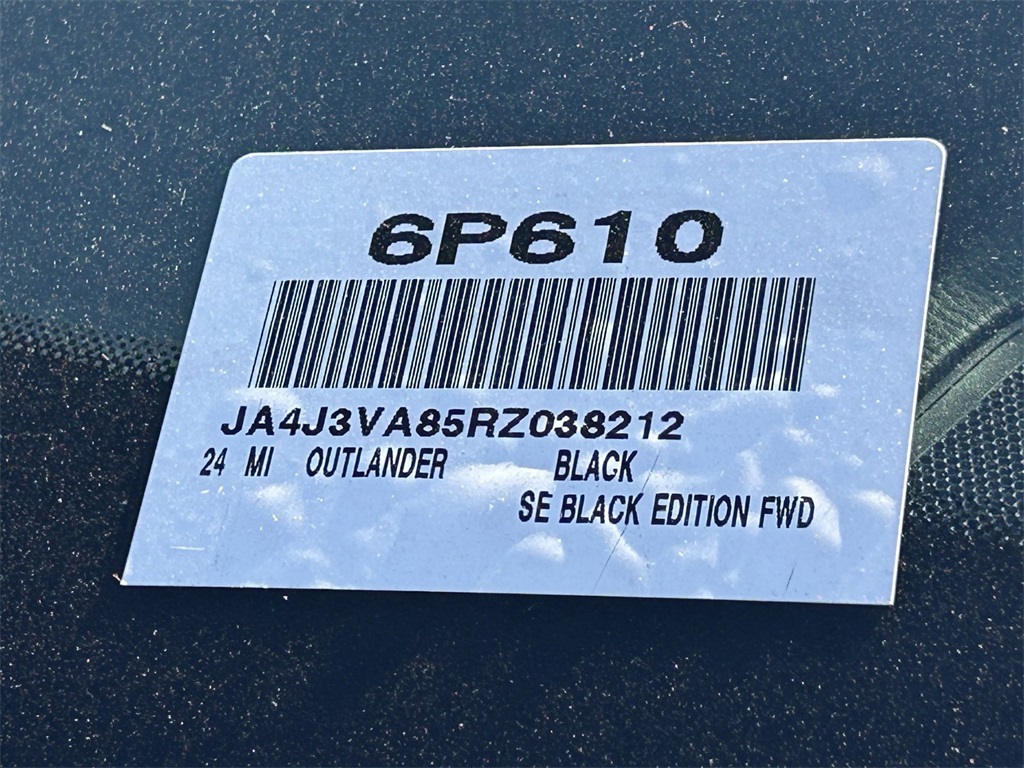 6P610
JA4J3VA85RZ038212
24 MI OUTLANDER BLACK
SE BLACK EDITION FWD